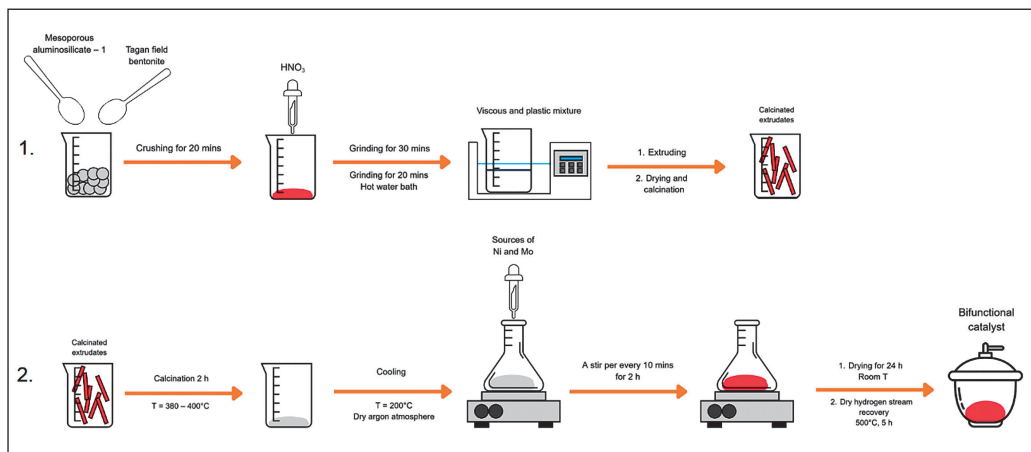 Mesoporous
aluminosilicate – 1
Tagan field
bentonite
1.
Crushing for 20 mins
HNO₃
Grinding for 30 mins
Grinding for 20 mins
Hot water bath
Viscous and plastic mixture
1. Extruding
2. Drying and
calcination
Calcinated
extrudates
2.
Calcinated
extrudates
Calcination 2 h
T = 380 – 400°C
Cooling
T = 200°C
Dry argon atmosphere
Sources of
Ni and Mo
A stir per every 10 mins
for 2 h
1. Drying for 24 h
Room T
2. Dry hydrogen stream
recovery
500°C, 5 h
Bifunctional
catalyst